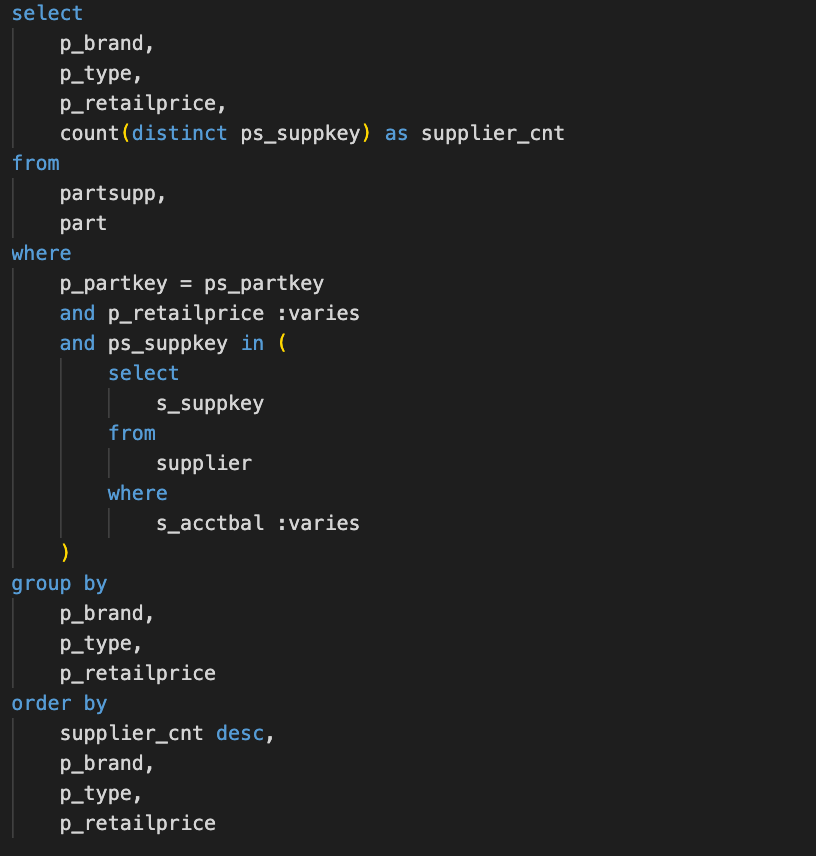 select
    p_brand,
    p_type,
    p_retailprice,
    count(distinct ps_suppkey) as supplier_cnt
from
    partsupp,
    part
where
    p_partkey = ps_partkey
    and p_retailprice :varies
    and ps_suppkey in (
        select
            s_suppkey
        from
            supplier
        where
            s_acctbal :varies
    )
group by
    p_brand,
    p_type,
    p_retailprice
order by
    supplier_cnt desc,
    p_brand,
    p_type,
    p_retailprice